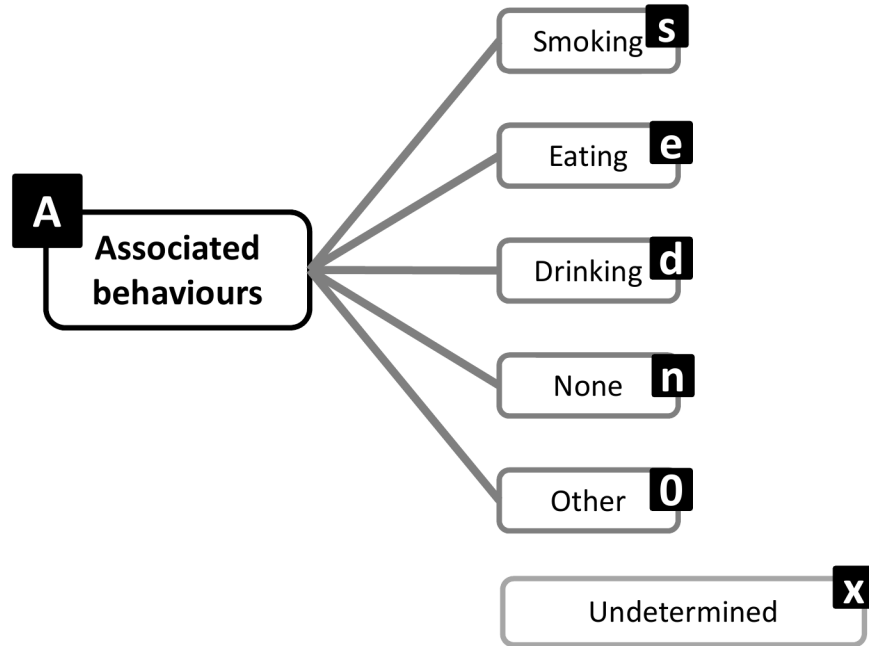 s
Smoking
e
Eating
A
Associated
behaviours
d
Drinking
n
None
0
Other
x
Undetermined